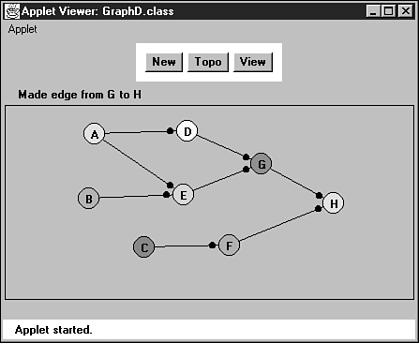 Applet Viewer: GraphD.class
Applet
New Topo View
Made edge from G to H
A
D
G
B
E
H
C
F
Applet started.